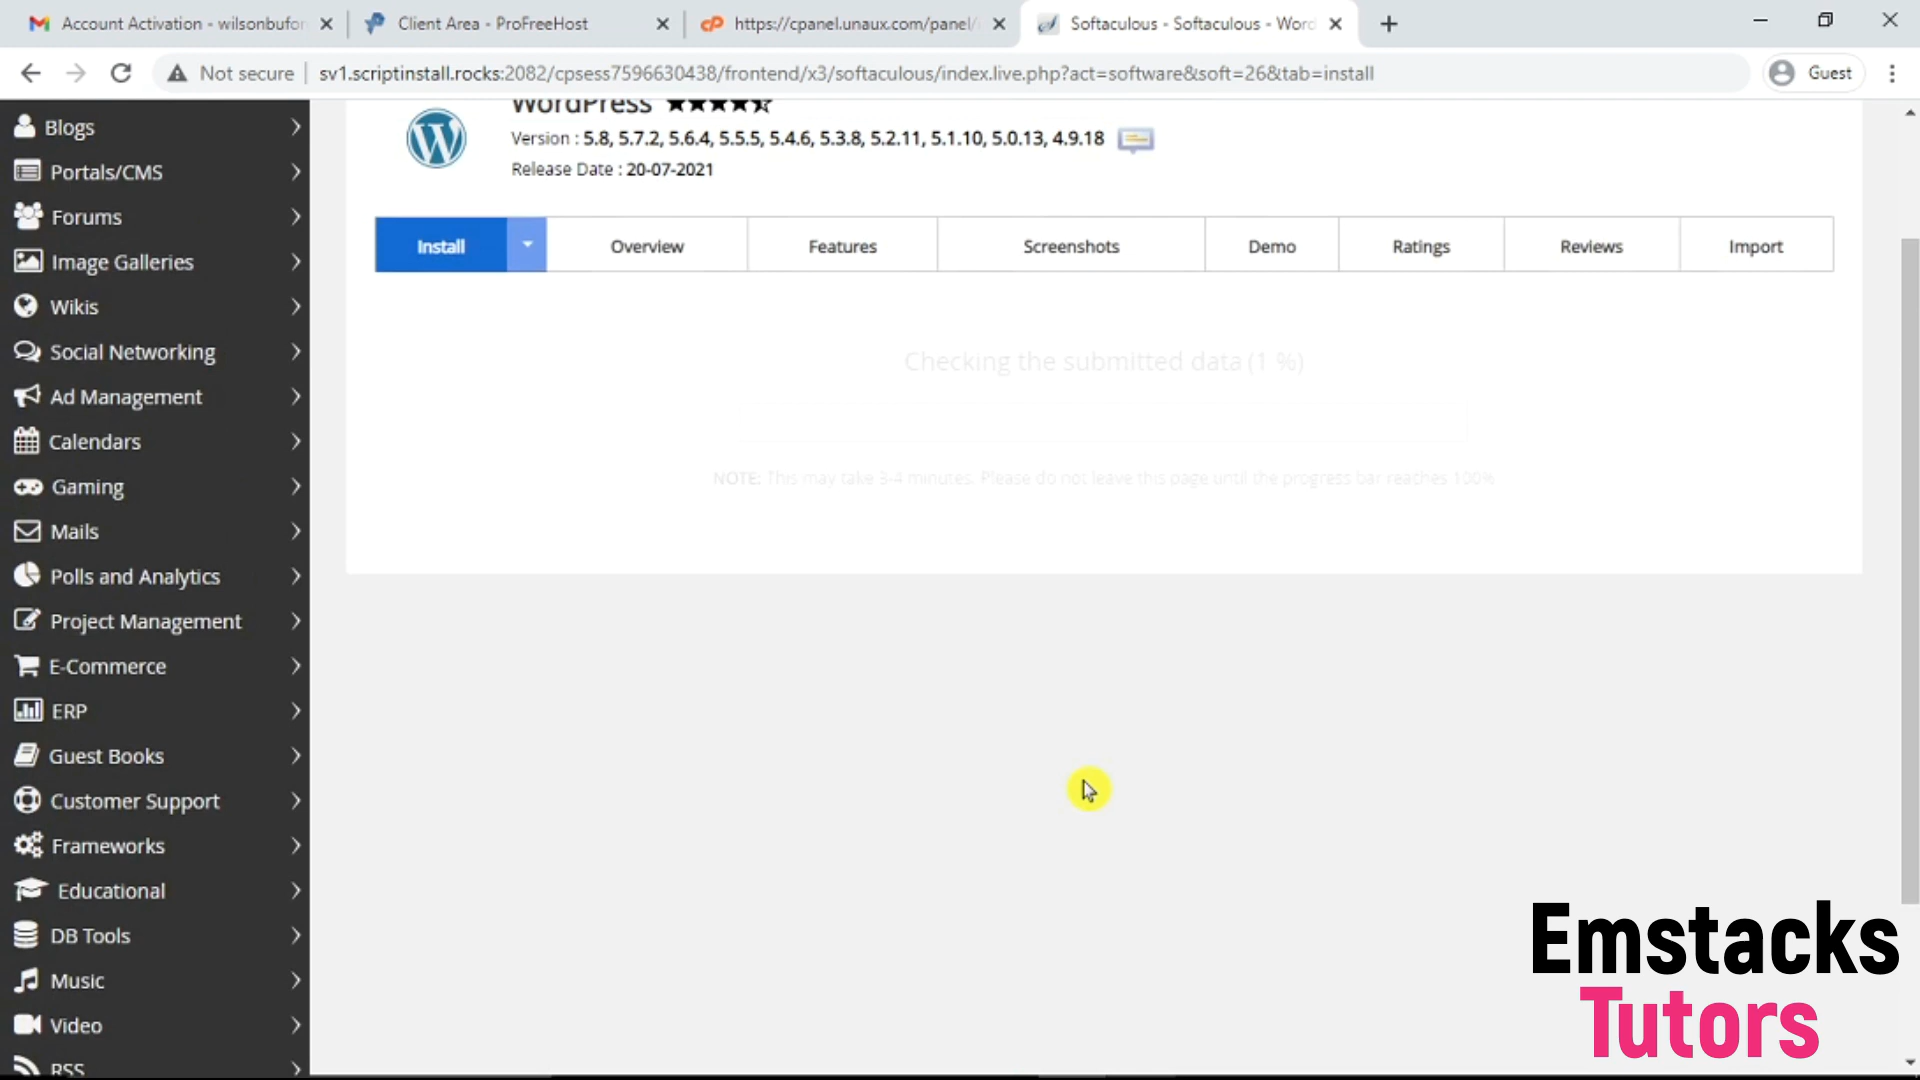 Account Activation - wilsonbufor
Client Area - ProFreeHost
https://cpanel.unaux.com/panel/
Softaculous - Softaculous - Word
Not secure
sv1.scriptinstall.rocks:2082/cpsess7596630438/frontend/x3/softaculous/index.live.php?act=software&soft=26&tab=install
Guest
Blogs
Portals/CMS
Forums
Image Galleries
Wikis
Social Networking
Ad Management
Calendars
Gaming
Mails
Polls and Analytics
Project Management
E-Commerce
ERP
Guest Books
Customer Support
Frameworks
Educational
DB Tools
Music
Video
RSS
WordPress
Version : 5.8, 5.7.2, 5.6.4, 5.5.5, 5.4.6, 5.3.8, 5.2.11, 5.1.10, 5.0.13, 4.9.18
Release Date : 20-07-2021
Install
Overview
Features
Screenshots
Demo
Ratings
Reviews
Import
Checking the submitted data (1 %)
NOTE: This may take 3-4 minutes. Please do not leave this page until the progress bar reaches 100%
Emstacks
Tutors